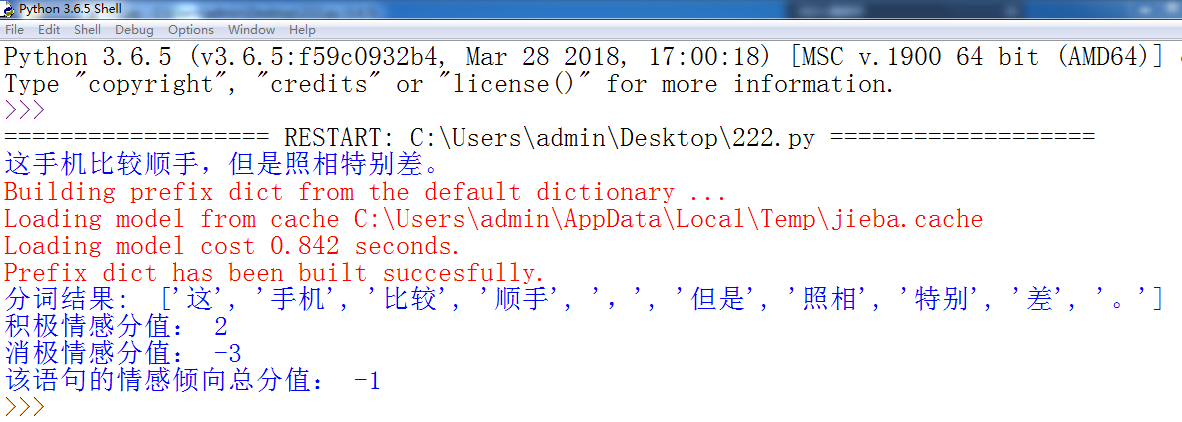 Python 3.6.5 Shell
File Edit Shell Debug Options Window Help
Python 3.6.5 (v3.6.5:f59c0932b4, Mar 28 2018, 17:00:18) [MSC v.1900 64 bit (AMD64)]
Type "copyright", "credits" or "license()" for more information.
>>>
=================== RESTART: C:\Users\admin\Desktop\222.py ===================
这手机比较顺手，但是照相特别差。
Building prefix dict from the default dictionary ...
Loading model from cache C:\Users\admin\AppData\Local\Temp\jieba.cache
Loading model cost 0.842 seconds.
Prefix dict has been built succesfully.
分词结果： ['这', '手机', '比较', '顺手', '，', '但是', '照相', '特别', '差', '。']
积极情感分值： 2
消极情感分值： -3
该语句的情感倾向总分值： -1
>>>